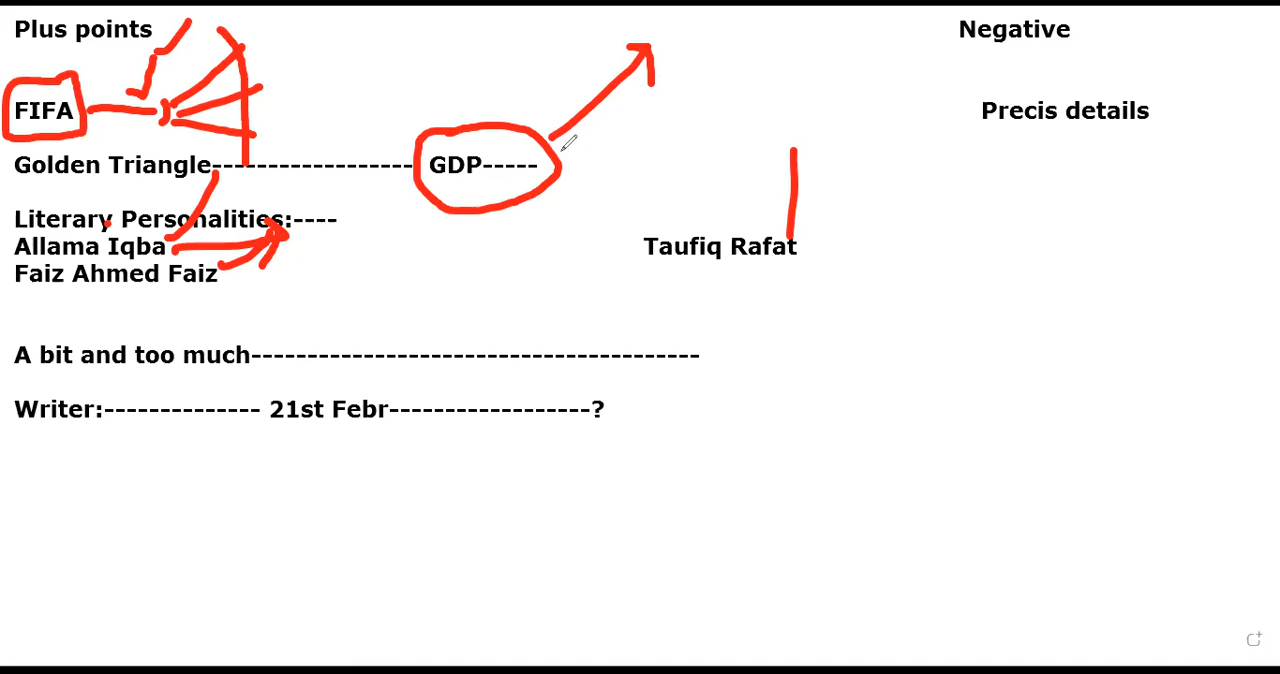 Plus points Negative
FIFA Precis details
Golden Triangle------------------ GDP-----
Literary Personalities:----
Allama Iqba Taufiq Rafat
Faiz Ahmed Faiz
A bit and too much----------------------------------------
Writer:-------------- 21st Febr------------------?